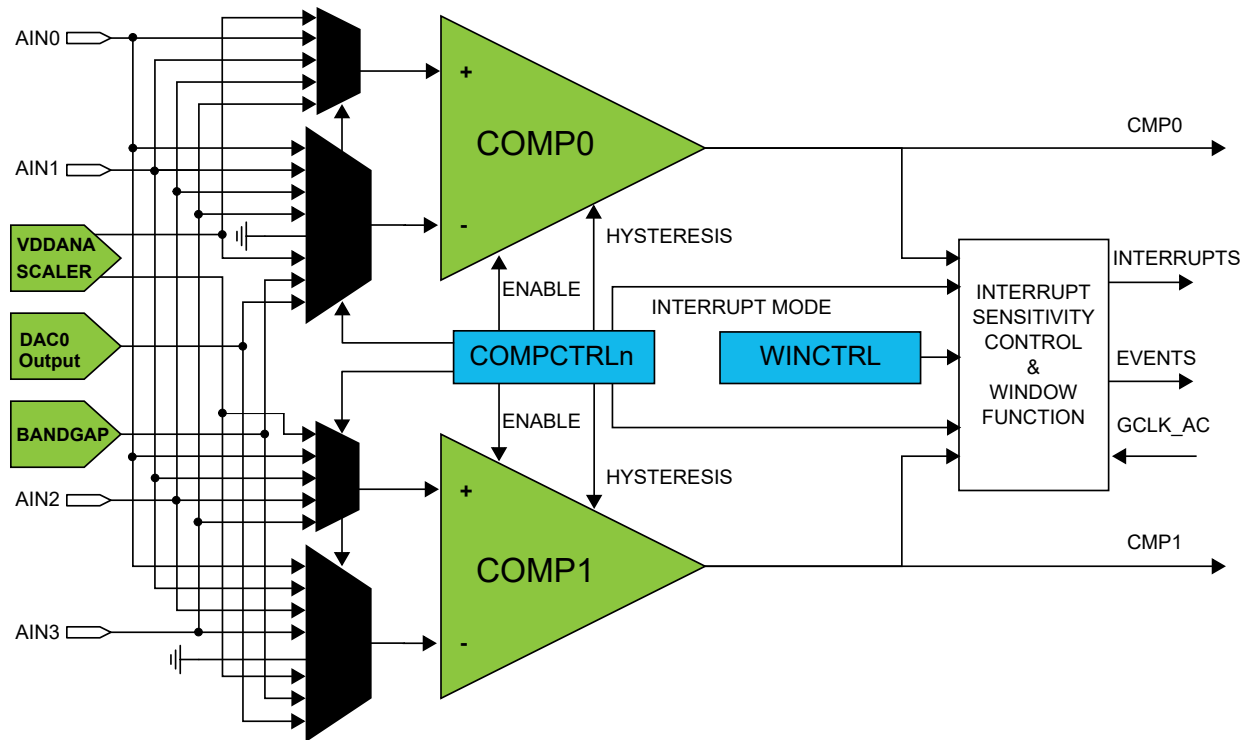 AIN0
+
COMP0
-
CMP0
AIN1
VDDANA
SCALER
HYSTERESIS
ENABLE
INTERRUPT MODE
INTERRUPT
SENSITIVITY
CONTROL
&
WINDOW
FUNCTION
INTERRUPTS
DAC0
Output
COMPCTRLn
WINCTRL
EVENTS
BANDGAP
ENABLE
GCLK_AC
HYSTERESIS
AIN2
+
COMP1
-
CMP1
AIN3